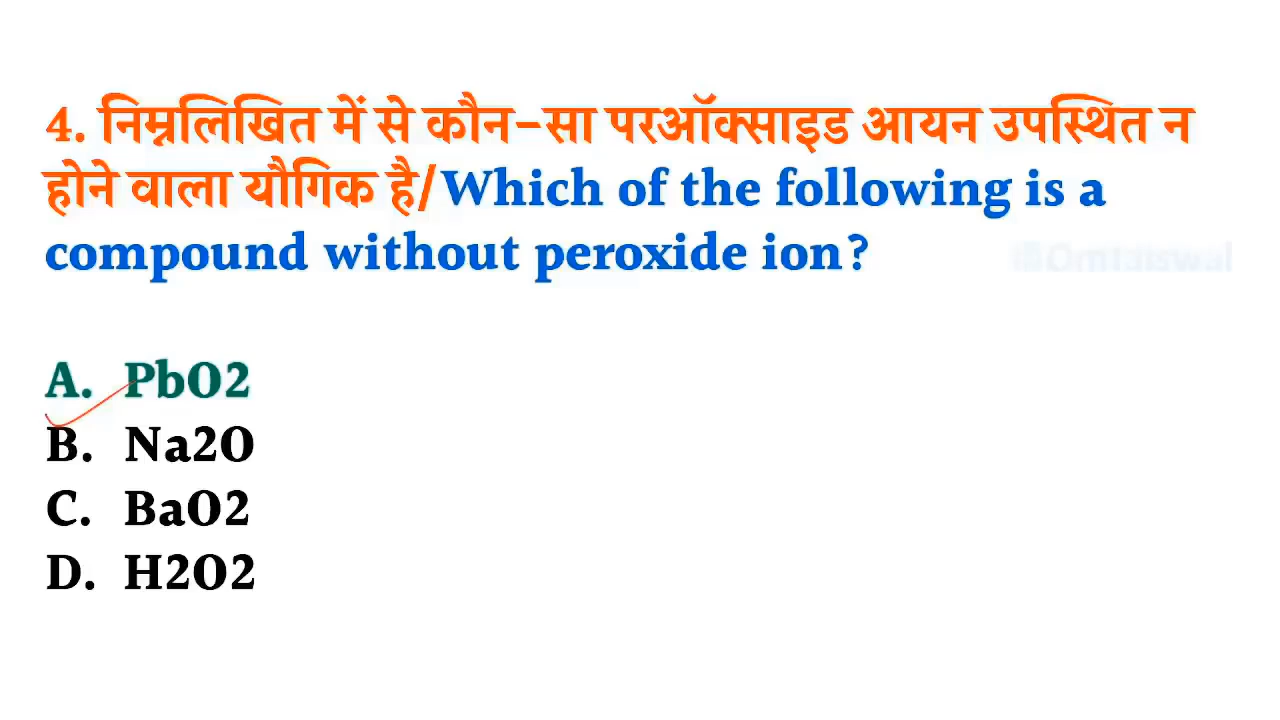 4. निम्नलिखित में से कौन-सा परऑक्साइड आयन उपस्थित न
होने वाला यौगिक है/Which of the following is a
compound without peroxide ion?
A. PbO2
B. Na2O
C. BaO2
D. H2O2